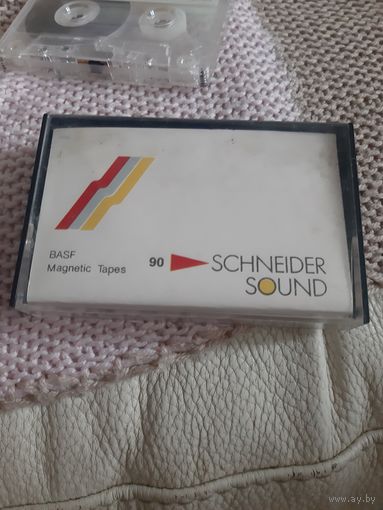 BASF
Magnetic Tapes
90 SCHNEIDER
SOUND
www.ay.by